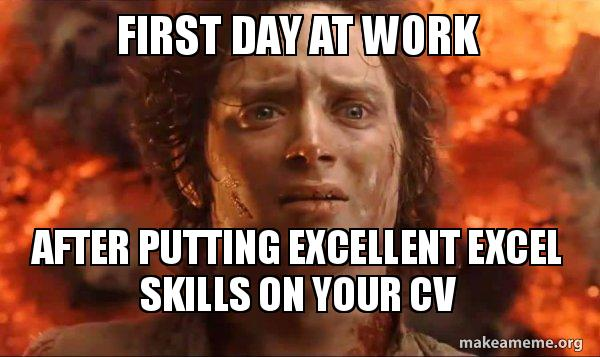 FIRST DAY AT WORK
AFTER PUTTING EXCELLENT EXCEL
SKILLS ON YOUR CV
makeameme.org